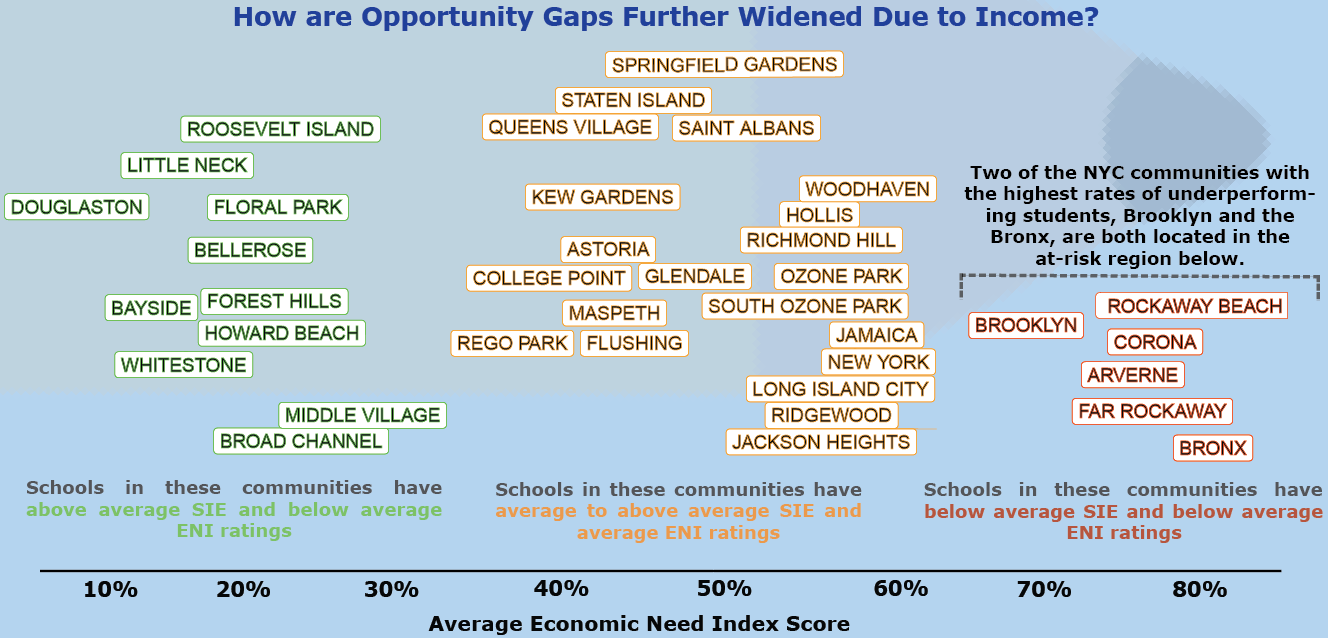 How are Opportunity Gaps Further Widened Due to Income?
SPRINGFIELD GARDENS
STATEN ISLAND
ROOSEVELT ISLAND
QUEENS VILLAGE
SAINT ALBANS
LITTLE NECK
Two of the NYC communities with
the highest rates of underperform-
ing students, Brooklyn and the
Bronx, are both located in the
at-risk region below.
DOUGLASTON
FLORAL PARK
KEW GARDENS
WOODHAVEN
HOLLIS
RICHMOND HILL
BELLEROSE
ASTORIA
COLLEGE POINT
GLENDALE
OZONE PARK
BAYSIDE
FOREST HILLS
MASPETH
SOUTH OZONE PARK
ROCKAWAY BEACH
BROOKLYN
HOWARD BEACH
REGO PARK
FLUSHING
JAMAICA
CORONA
WHITESTONE
NEW YORK
ARVERNE
LONG ISLAND CITY
MIDDLE VILLAGE
RIDGEWOOD
FAR ROCKAWAY
BROAD CHANNEL
JACKSON HEIGHTS
BRONX
Schools in these communities have
above average SIE and below average
ENI ratings
Schools in these communities have
average to above average SIE and
average ENI ratings
Schools in these communities have
below average SIE and below average
ENI ratings
10%
20%
30%
40%
50%
60%
70%
80%
Average Economic Need Index Score